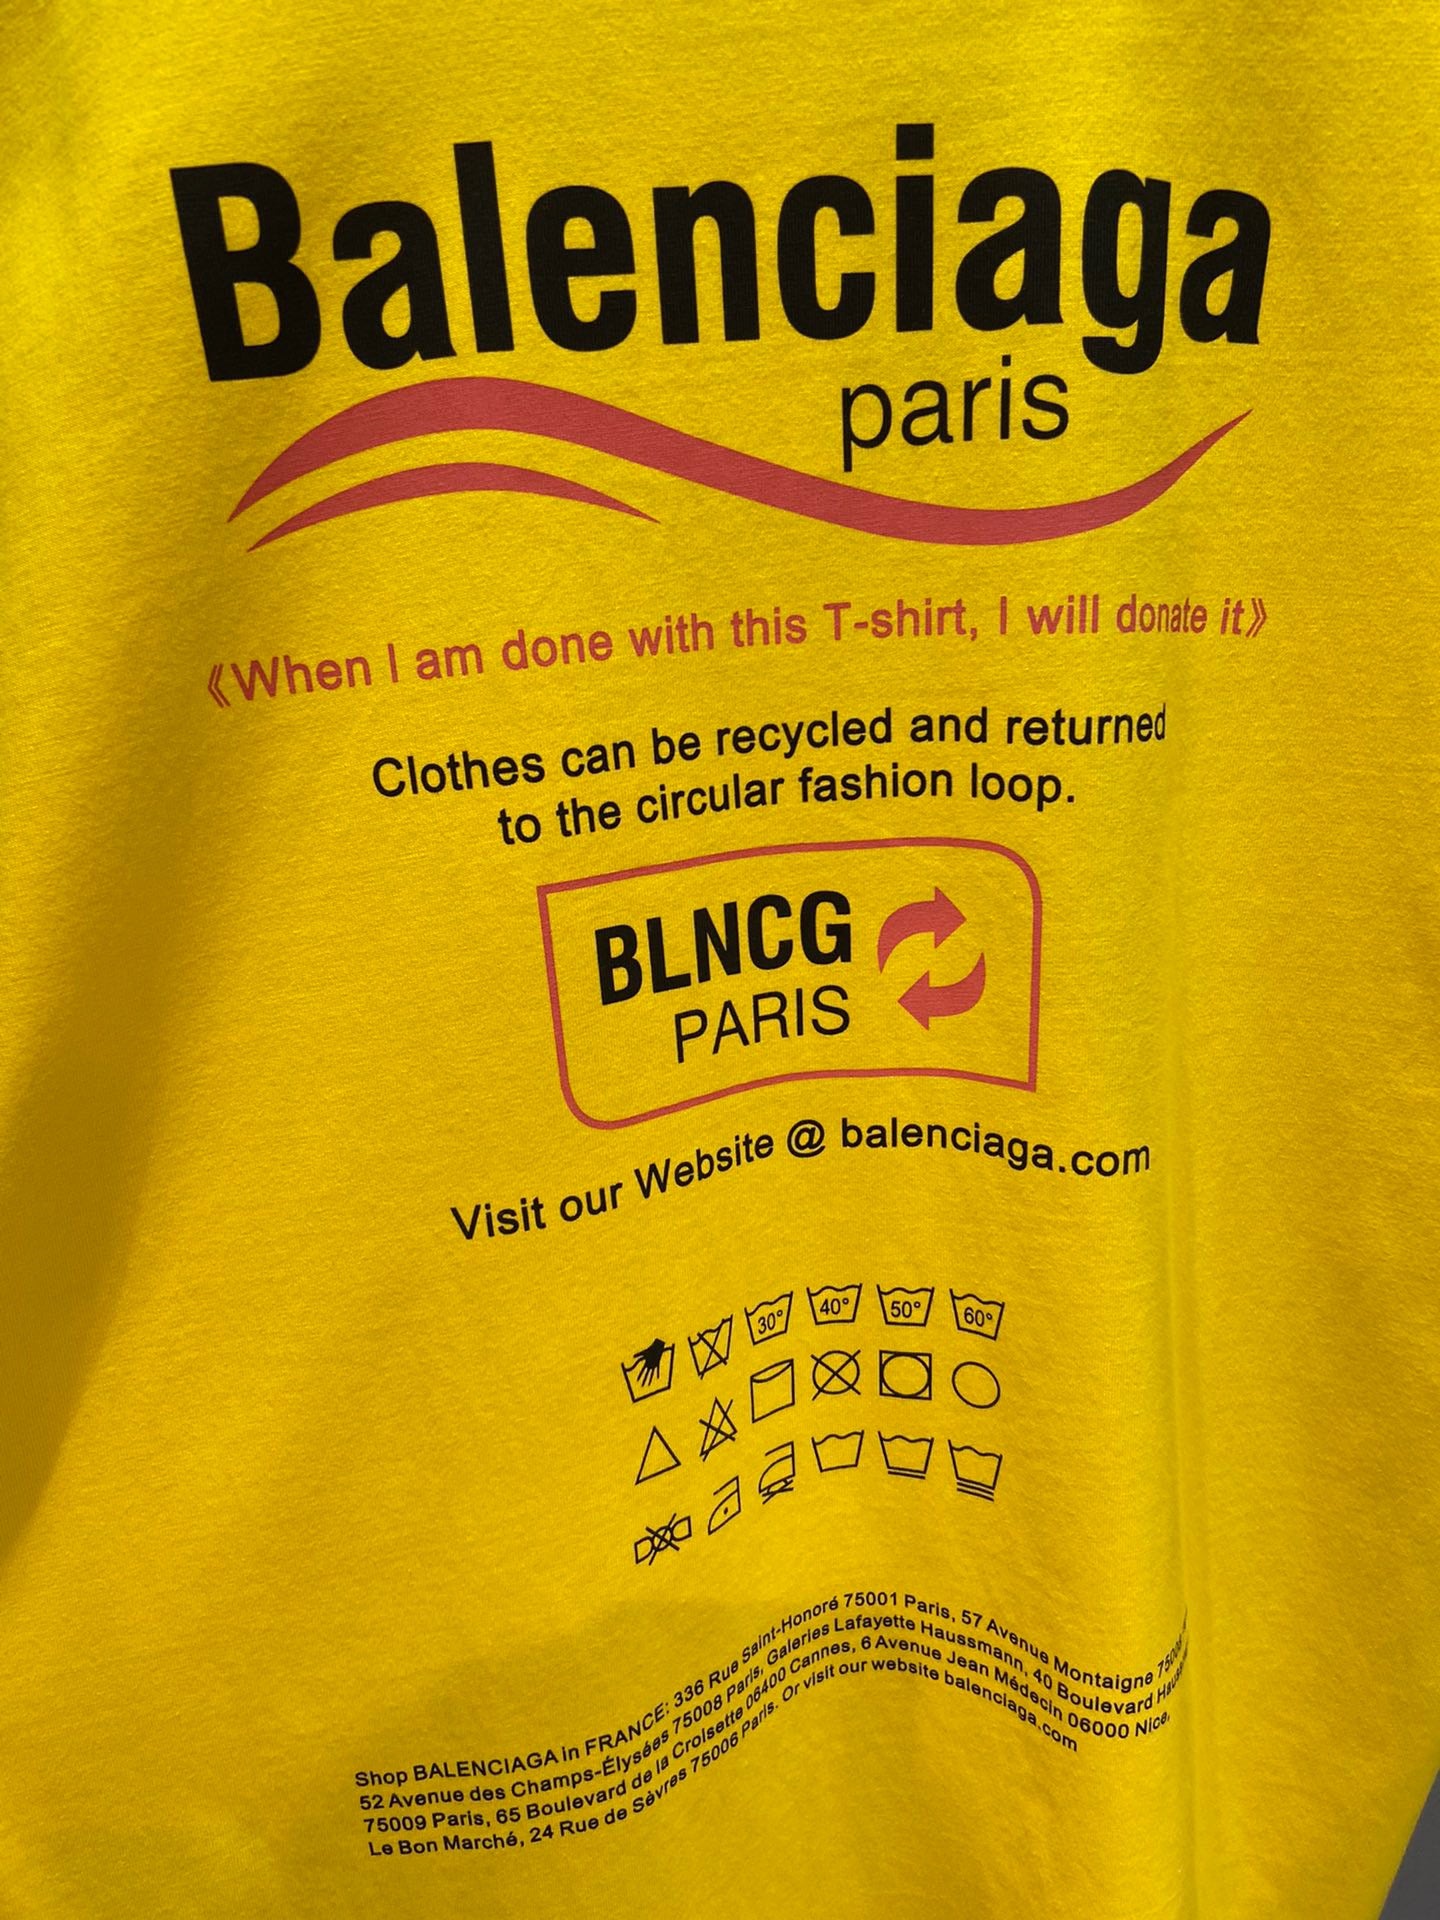 Balenciaga
paris
《When I am done with this T-shirt, I will donate it》
Clothes can be recycled and returned
to the circular fashion loop.
BLNCG
PARIS
Visit our Website @ balenciaga.com
30° 40° 50° 60°
Shop BALENCIAGA in FRANCE: 336 Rue Saint-Honoré 75001 Paris, 57 Avenue Montaigne
52 Avenue des Champs-Élysées 75008 Paris, Galeries Lafayette Haussmann, 40 Boulevard
75009 Paris, 65 Boulevard de la Croisette 06400 Cannes, 6 Avenue Jean Médecin 06000 Nice,
Le Bon Marché, 24 Rue de Sèvres 75006 Paris. Or visit our website balenciaga.com